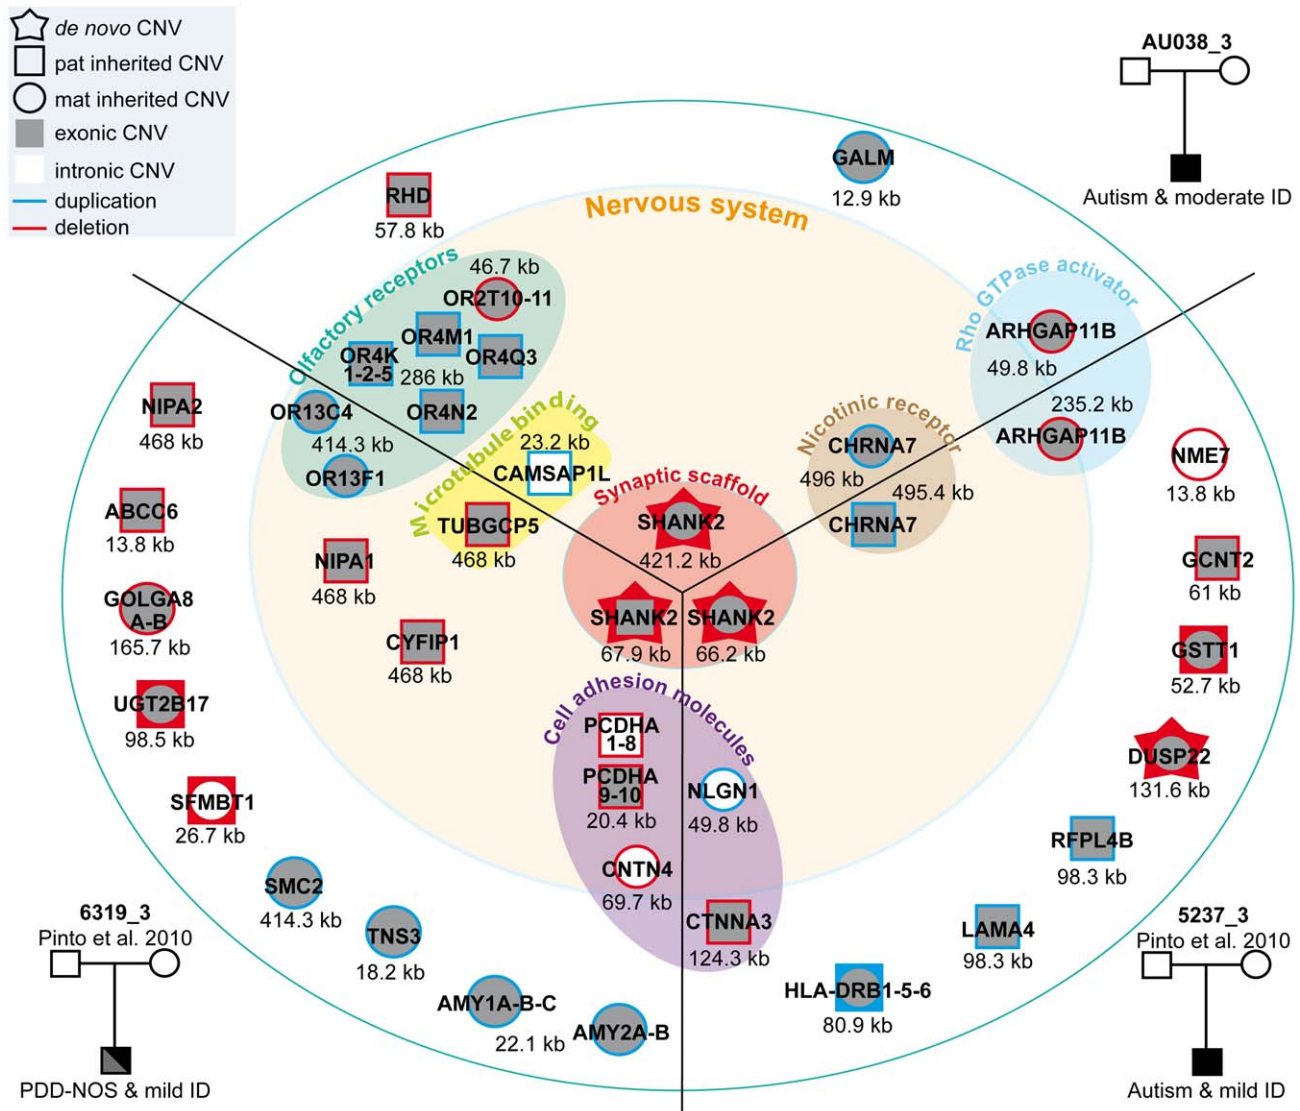 de novo CNV
pat inherited CNV
mat inherited CNV
exonic CNV
intronic CNV
duplication
deletion
AU038_3
Autism & moderate ID
GALM
12.9 kb
RHD
57.8 kb
Nervous system
Olfactory receptors
46.7 kb
OR2T10-11
OR4M1
OR4K
1-2-5
OR4Q3
286 kb
OR13C4
OR4N2
414.3 kb
OR13F1
Rho GTPase activator
ARHGAP11B
49.8 kb
235.2 kb
ARHGAP11B
Microtubule binding
23.2 kb
CAMSAP1L
TUBGCP5
468 kb
Nicotinic receptor
CHRNA7
496 kb
495.4 kb
CHRNA7
Synaptic scaffold
SHANK2
421.2 kb
SHANK2
67.9 kb
SHANK2
66.2 kb
NIPA2
468 kb
ABCC6
13.8 kb
NIPA1
468 kb
GOLGA8
A-B
165.7 kb
CYFIP1
468 kb
UGT2B17
98.5 kb
SFMBT1
26.7 kb
SMC2
414.3 kb
TNS3
18.2 kb
AMY1A-B-C
22.1 kb
AMY2A-B
Cell adhesion molecules
PCDHA
1-8
PCDHA
9-10
20.4 kb
NLGN1
49.8 kb
CNTN4
69.7 kb
CTNNA3
124.3 kb
NME7
13.8 kb
GCNT2
61 kb
GSTT1
52.7 kb
DUSP22
131.6 kb
RFPL4B
98.3 kb
LAMA4
98.3 kb
HLA-DRB1-5-6
80.9 kb
6319_3
Pinto et al. 2010
PDD-NOS & mild ID
5237_3
Pinto et al. 2010
Autism & mild ID